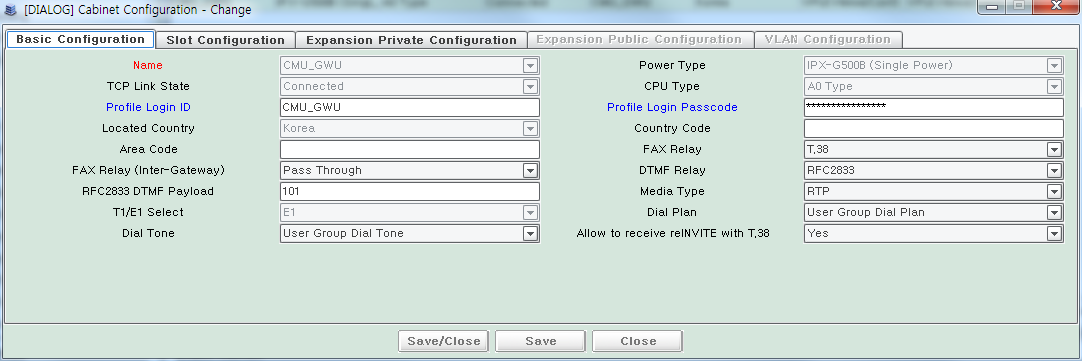 [DIALOG] Cabinet Configuration - Change
Basic Configuration Slot Configuration Expansion Private Configuration Expansion Public Configuration VLAN Configuration
Name CMU_GWU Power Type IPX-G500B (Single Power)
TCP Link State Connected CPU Type A0 Type
Profile Login ID CMU_GWU Profile Login Passcode ****************
Located Country Korea Country Code
Area Code FAX Relay T.38
FAX Relay (Inter-Gateway) Pass Through DTMF Relay RFC2833
RFC2833 DTMF Payload 101 Media Type RTP
T1/E1 Select E1 Dial Plan User Group Dial Plan
Dial Tone User Group Dial Tone Allow to receive reINVITE with T.38 Yes
Save/Close Save Close